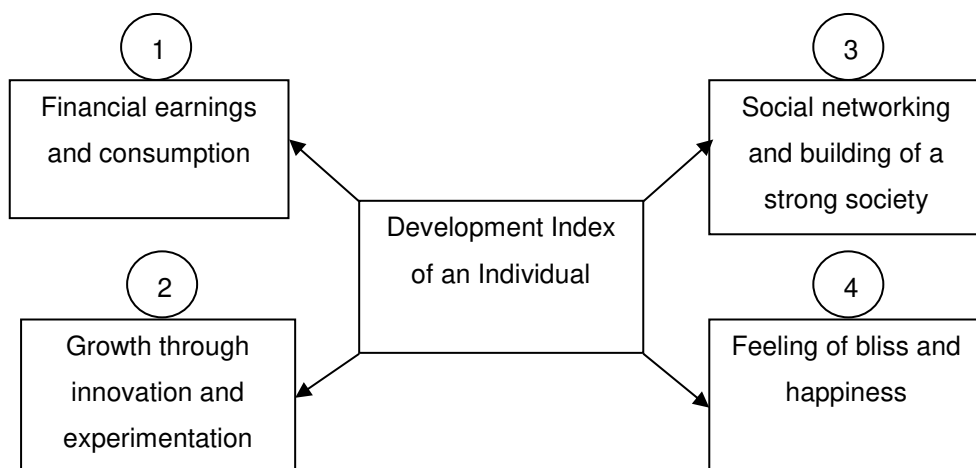 1
Financial earnings
and consumption
2
Growth through
innovation and
experimentation
Development Index
of an Individual
3
Social networking
and building of a
strong society
4
Feeling of bliss and
happiness